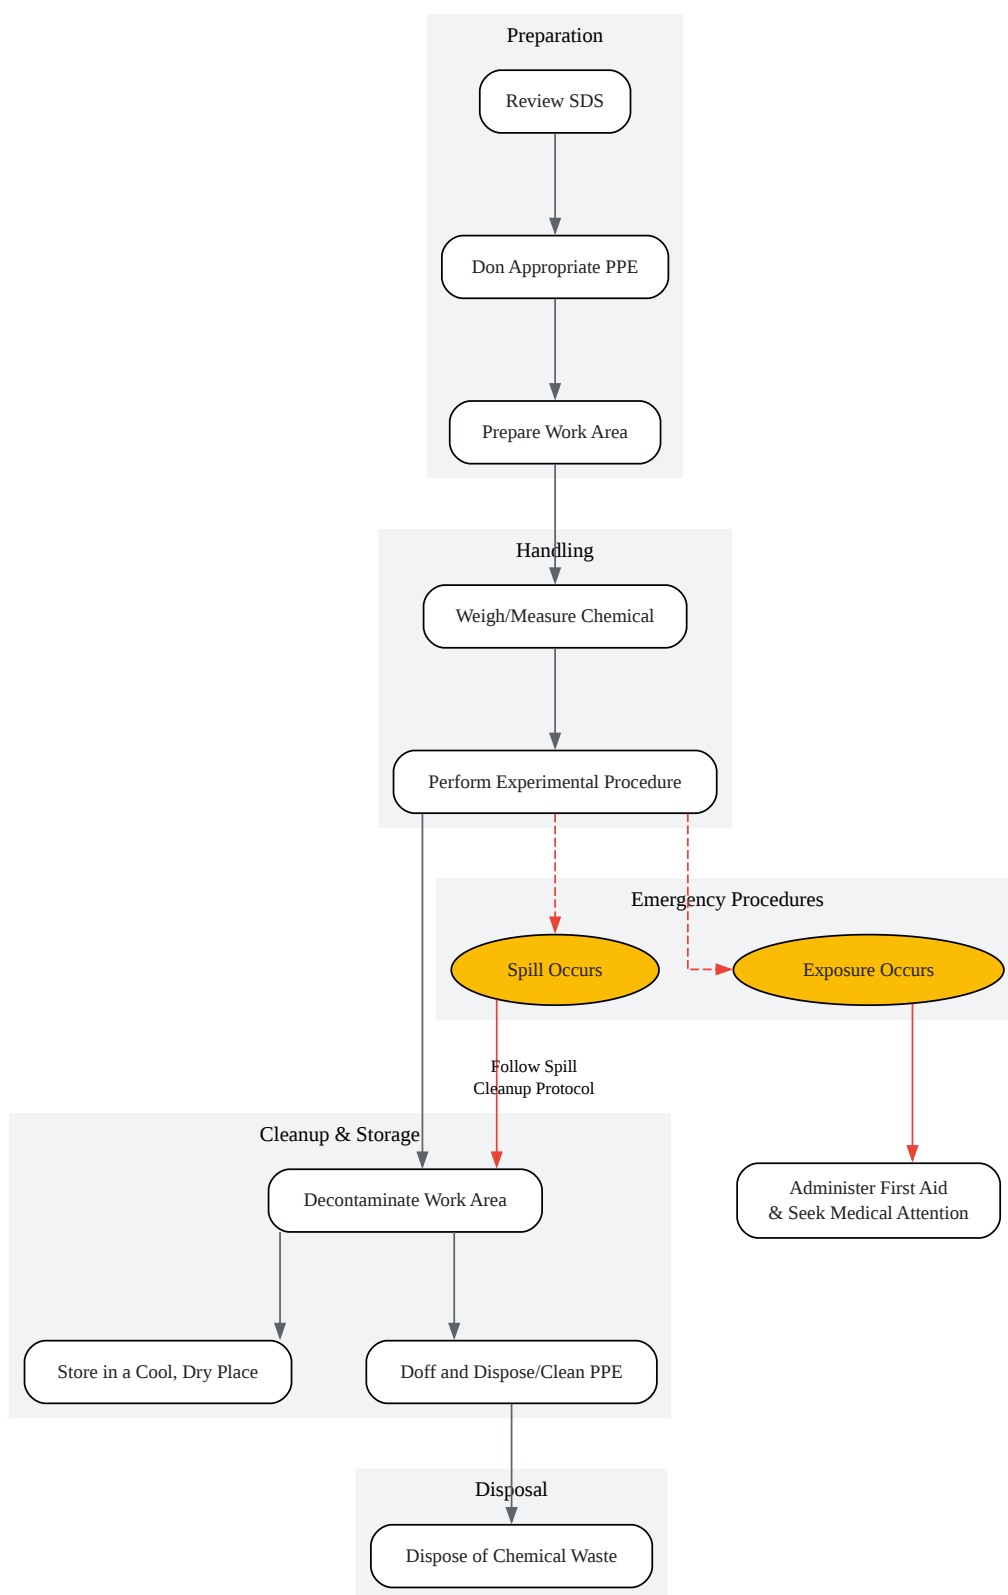 Preparation
Review SDS
Don Appropriate PPE
Prepare Work Area
Handling
Weigh/Measure Chemical
Perform Experimental Procedure
Emergency Procedures
Spill Occurs
Exposure Occurs
Follow Spill
Cleanup Protocol
Cleanup & Storage
Decontaminate Work Area
Administer First Aid
& Seek Medical Attention
Store in a Cool, Dry Place
Doff and Dispose/Clean PPE
Disposal
Dispose of Chemical Waste